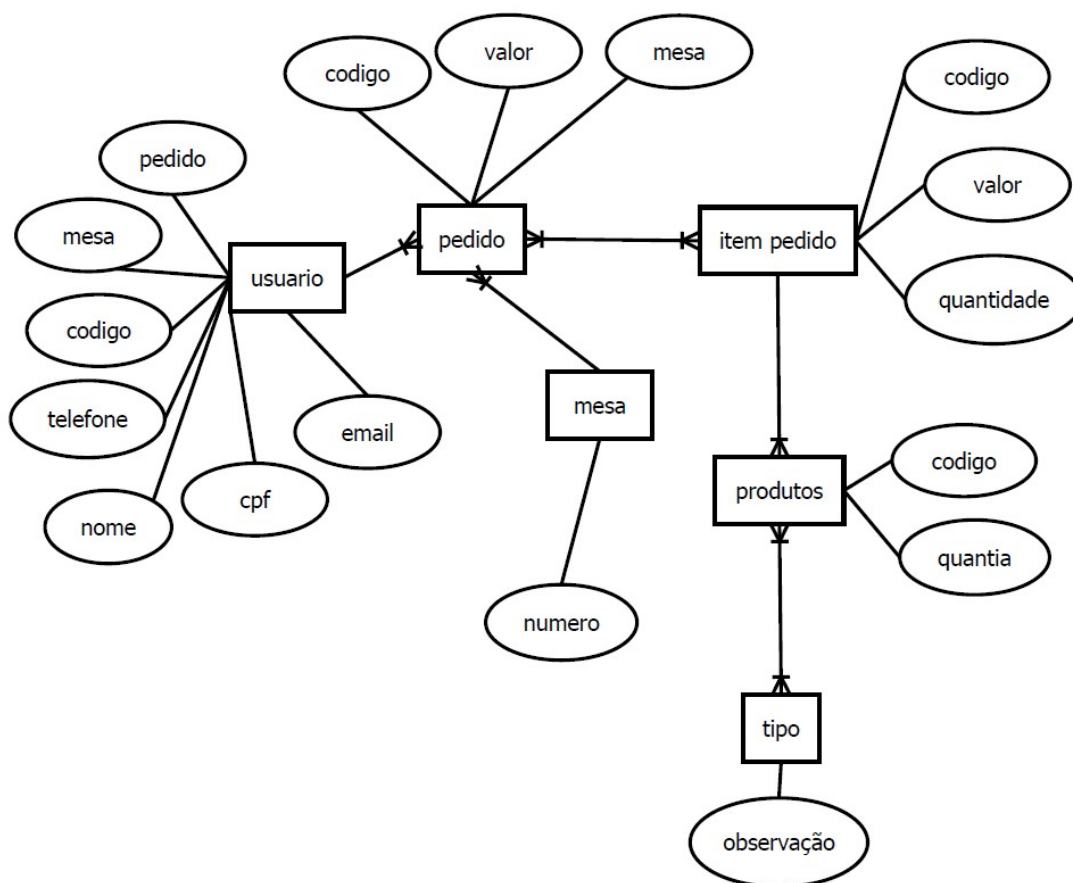 valor
mesa
codigo
codigo
pedido
valor
mesa
pedido
item pedido
usuario
quantidade
codigo
mesa
telefone
email
codigo
produtos
cpf
nome
quantia
numero
tipo
observação